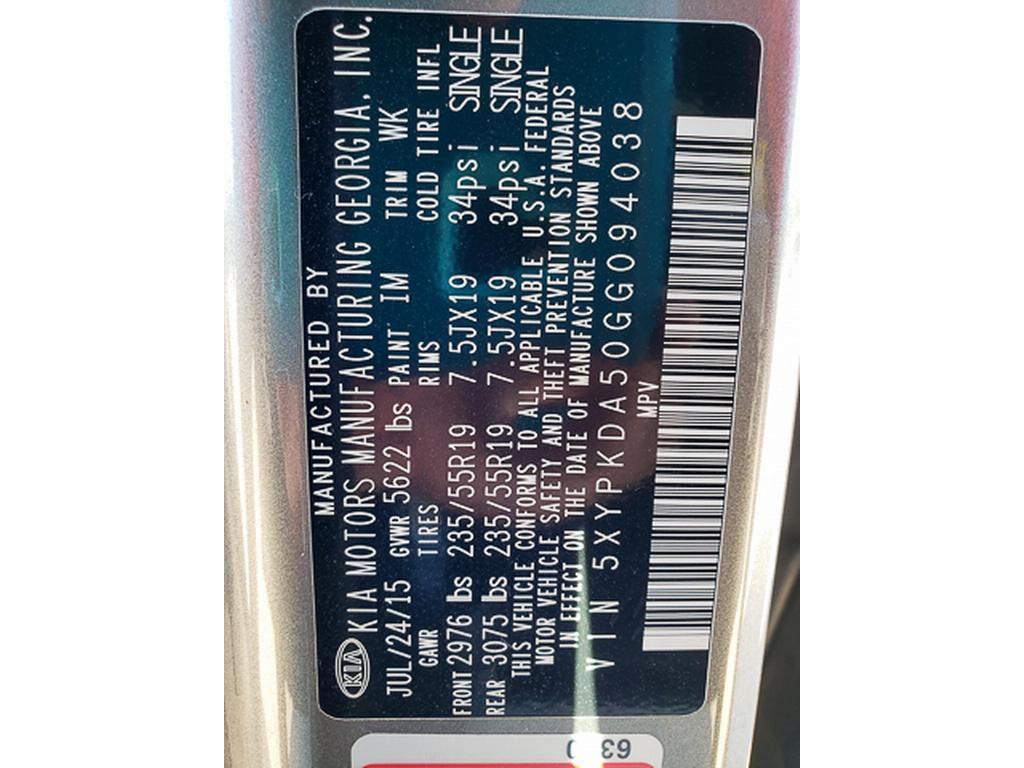 MANUFACTURED BY
KIA KIA MOTORS MANUFACTURING GEORGIA, INC.
JUL/24/15 GVWR 5622 lbs PAINT IM TRIM WK
GAWR TIRES RIMS COLD TIRE INFL
FRONT 2976 lbs 235/55R19 7.5JX19 34psi SINGLE
REAR 3075 lbs 235/55R19 7.5JX19 34psi SINGLE
THIS VEHICLE CONFORMS TO ALL APPLICABLE U.S.A. FEDERAL
MOTOR VEHICLE SAFETY AND THEFT PREVENTION STANDARDS
IN EFFECT ON THE DATE OF MANUFACTURE SHOWN ABOVE
VIN 5XYPKDA50GG094038
MPV